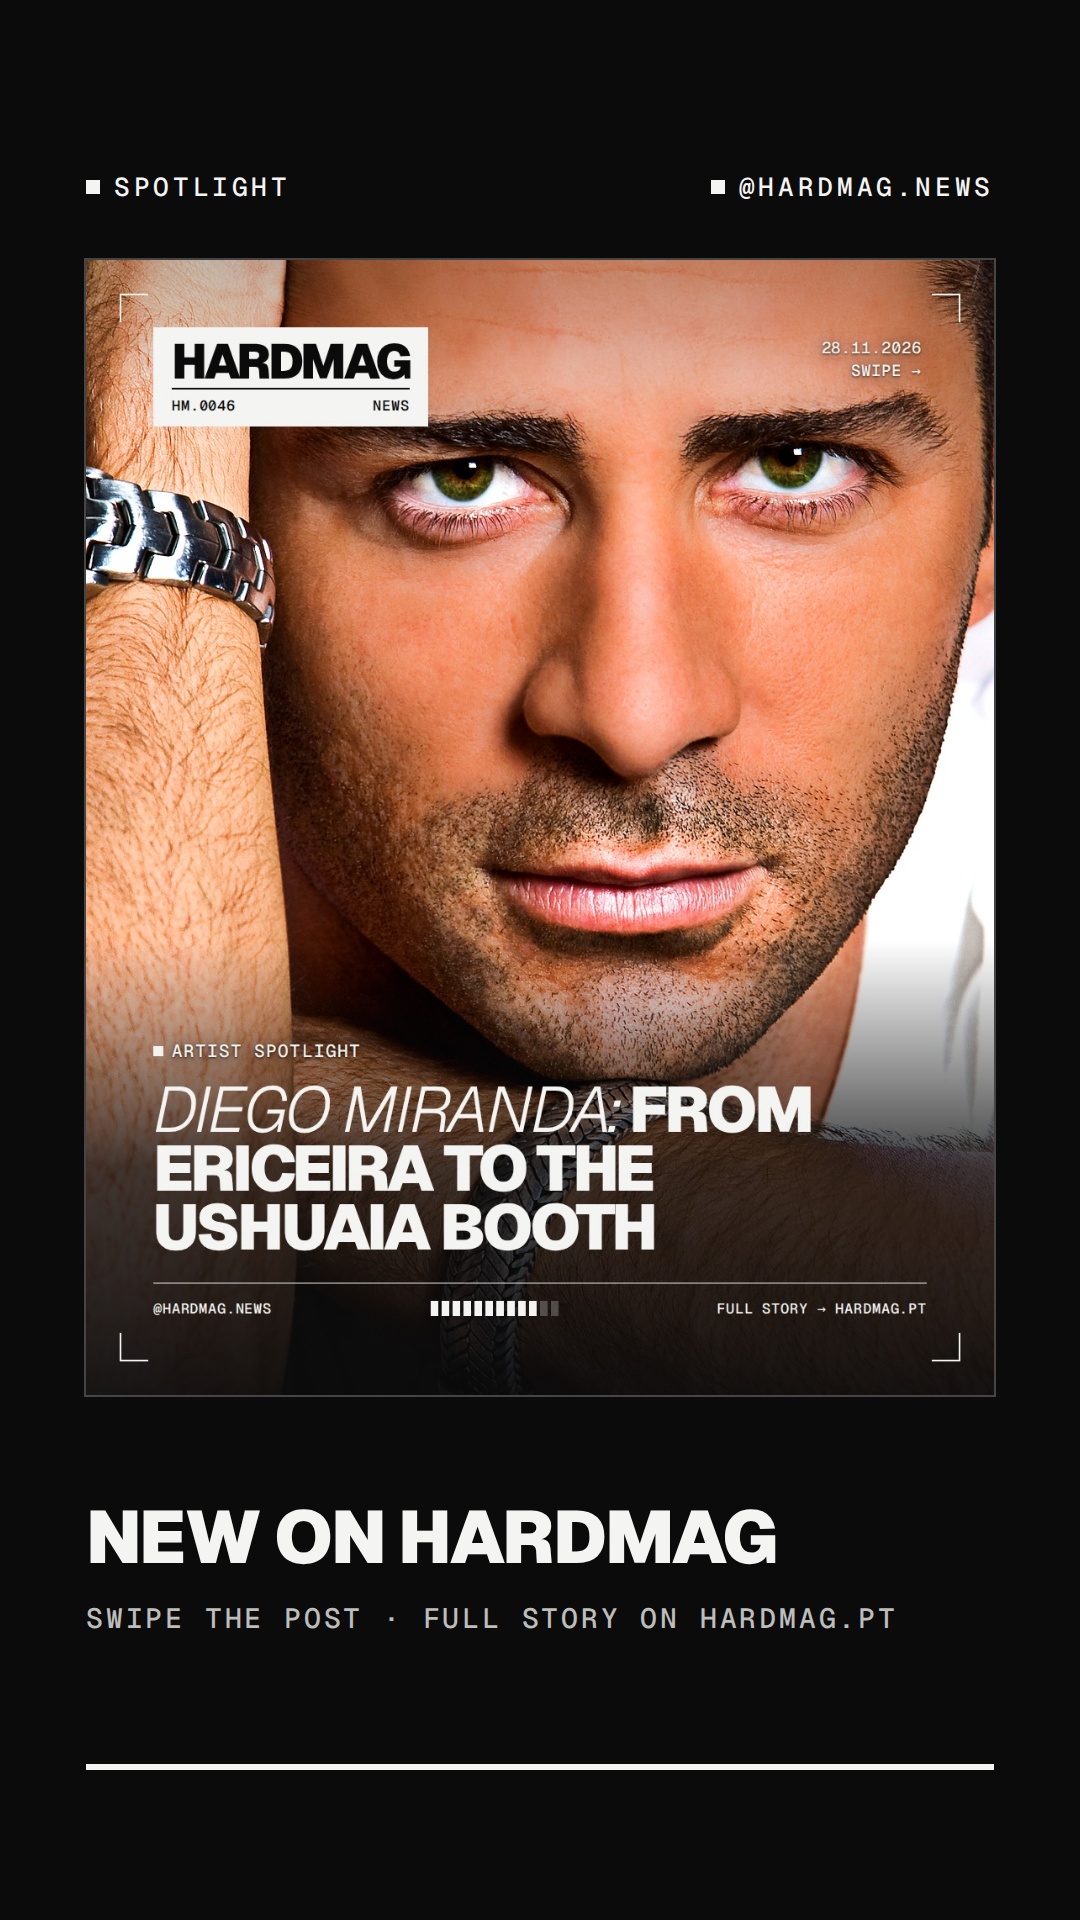 SPOTLIGHT
@HARDMAG.NEWS
HARDMAG
HM.0046 NEWS
28.11.2026
SWIPE →
ARTIST SPOTLIGHT
DIEGO MIRANDA: FROM
ERICEIRA TO THE
USHUAIA BOOTH
@HARDMAG.NEWS
FULL STORY → HARDMAG.PT
NEW ON HARDMAG
SWIPE THE POST · FULL STORY ON HARDMAG.PT